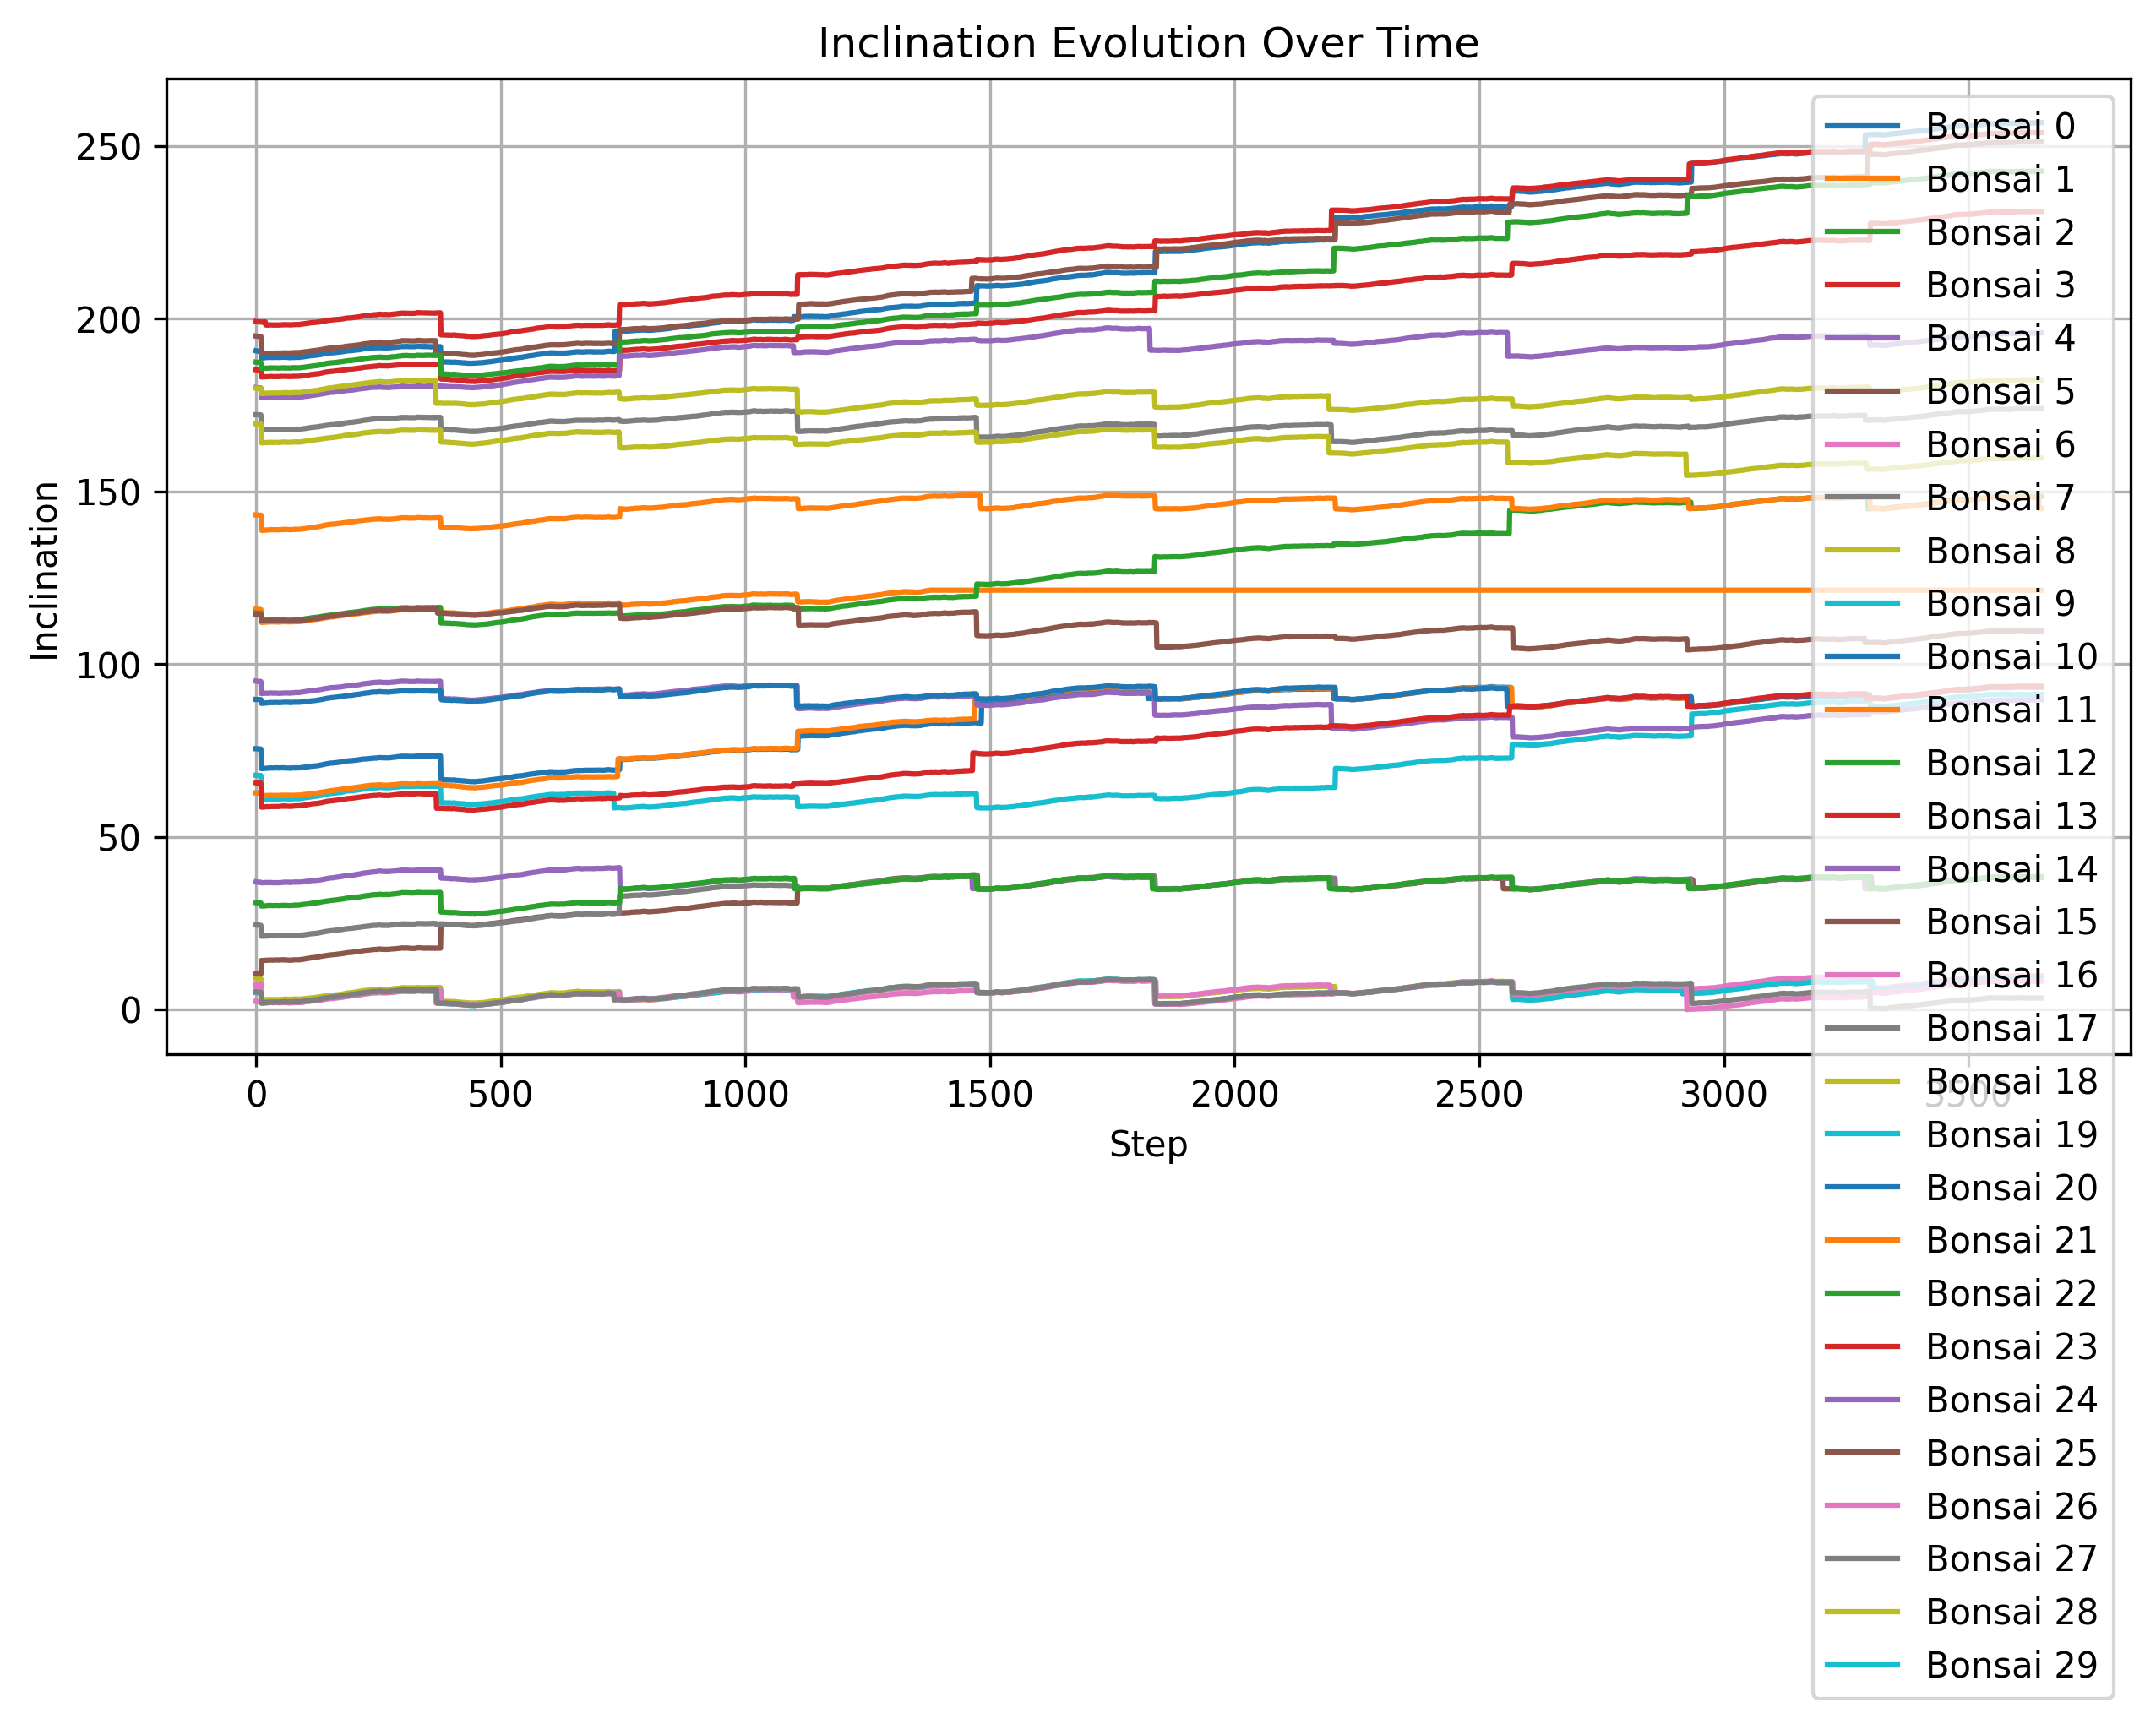 Inclination Evolution Over Time
Inclination
250
200
150
100
50
0
0 500 1000 1500 2000 2500 3000 3500
Step
Bonsai 0
Bonsai 1
Bonsai 2
Bonsai 3
Bonsai 4
Bonsai 5
Bonsai 6
Bonsai 7
Bonsai 8
Bonsai 9
Bonsai 10
Bonsai 11
Bonsai 12
Bonsai 13
Bonsai 14
Bonsai 15
Bonsai 16
Bonsai 17
Bonsai 18
Bonsai 19
Bonsai 20
Bonsai 21
Bonsai 22
Bonsai 23
Bonsai 24
Bonsai 25
Bonsai 26
Bonsai 27
Bonsai 28
Bonsai 29